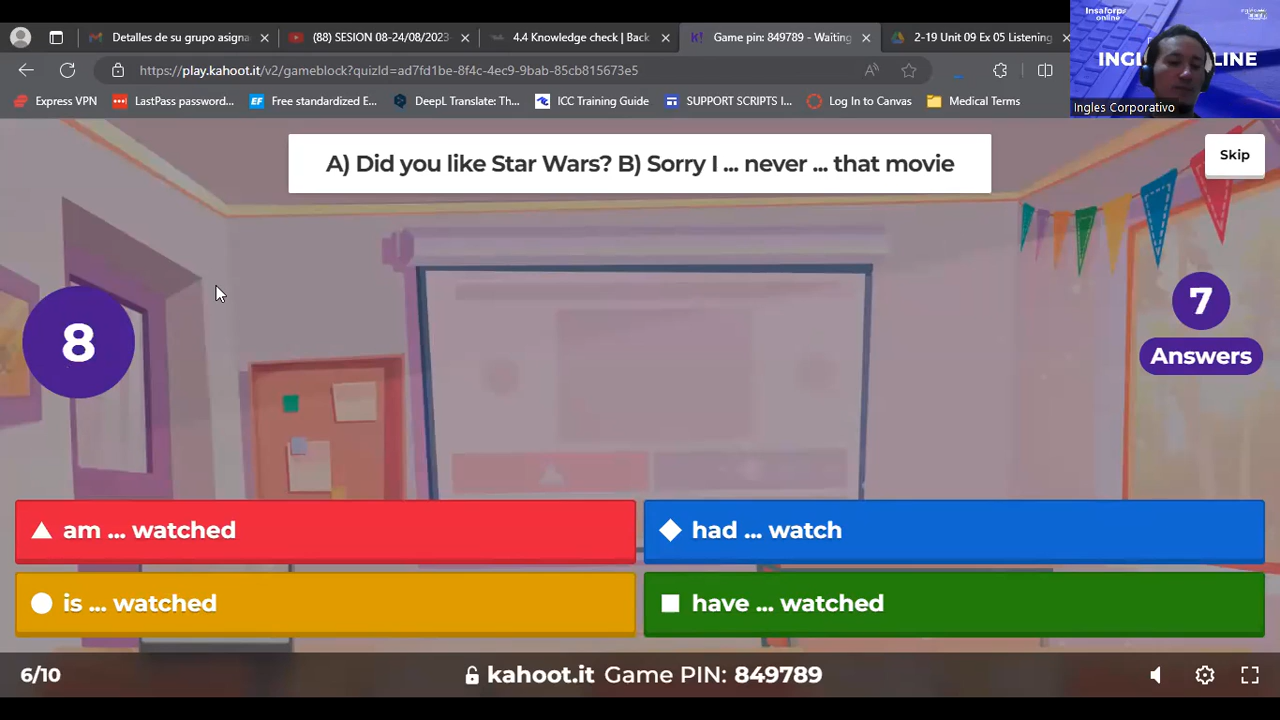 Detalles de su grupo asigna
(88) SESION 08-24/08/2023-
4.4 Knowledge check | Back
Game pin: 849789 - Waiting
2-19 Unit 09 Ex 05 Listening
https://play.kahoot.it/v2/gameblock?quizId=ad7fd1be-8f4c-4ec9-9bab-85cb815673e5
Express VPN
LastPass password...
Free standardized E...
DeepL Translate: Th...
ICC Training Guide
SUPPORT SCRIPTS I...
Log In to Canvas
Medical Terms
Insaforp
online
INGL LINE
Ingles Corporativo
A) Did you like Star Wars? B) Sorry I ... never ... that movie
Skip
8
7
Answers
am ... watched
had ... watch
is ... watched
have ... watched
6/10
kahoot.it Game PIN: 849789